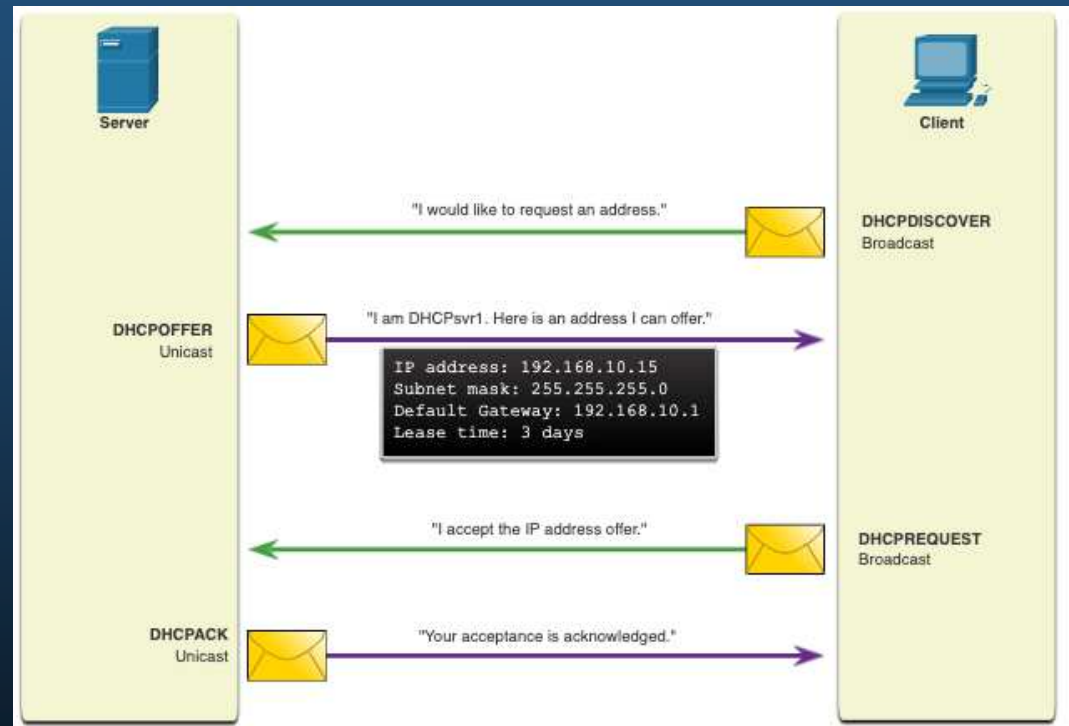 Server
Client
"I would like to request an address."
DHCPDISCOVER
Broadcast
DHCPOFFER
Unicast
"I am DHCPsvr1. Here is an address I can offer."
IP address: 192.168.10.15
Subnet mask: 255.255.255.0
Default Gateway: 192.168.10.1
Lease time: 3 days
"I accept the IP address offer."
DHCPREQUEST
Broadcast
DHCPACK
Unicast
"Your acceptance is acknowledged."